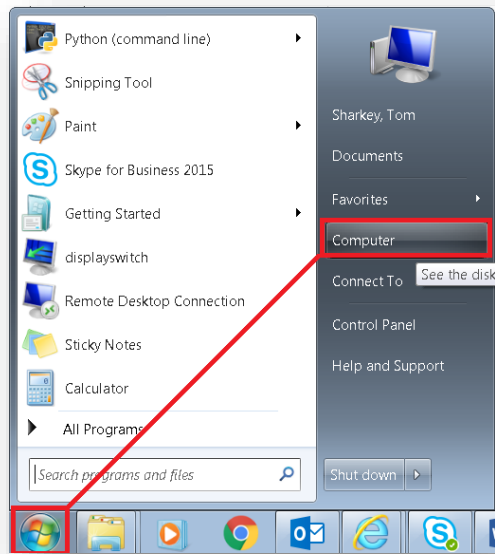 Python (command line)
Snipping Tool
Paint
Skype for Business 2015
Getting Started
displayswitch
Remote Desktop Connection
Sticky Notes
Calculator
All Programs
Search programs and files
Sharkey, Tom
Documents
Favorites
Computer
See the disk
Connect To
Control Panel
Help and Support
Shut down